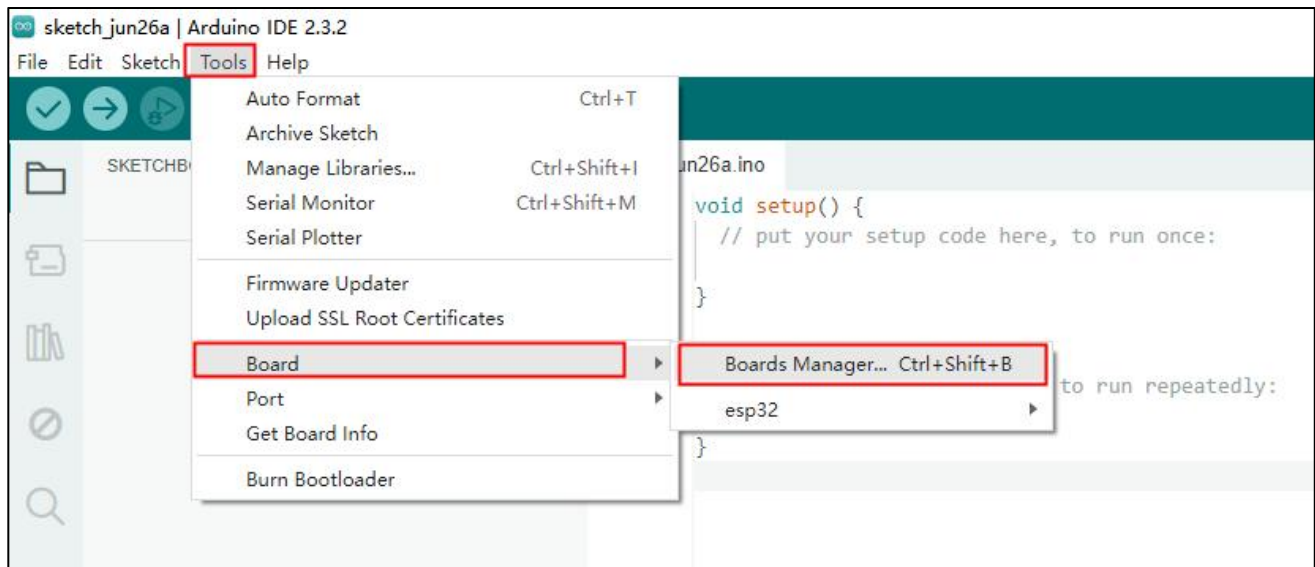 sketch_jun26a | Arduino IDE 2.3.2
File Edit Sketch Tools Help
Auto Format Ctrl+T
Archive Sketch
SKETCHB
Manage Libraries... Ctrl+Shift+I
Serial Monitor Ctrl+Shift+M
Serial Plotter
Firmware Updater
Upload SSL Root Certificates
Board
Port
Get Board Info
Burn Bootloader
Boards Manager... Ctrl+Shift+B
esp32
un26a.ino
void setup() {
// put your setup code here, to run once:
}
to run repeatedly:
}